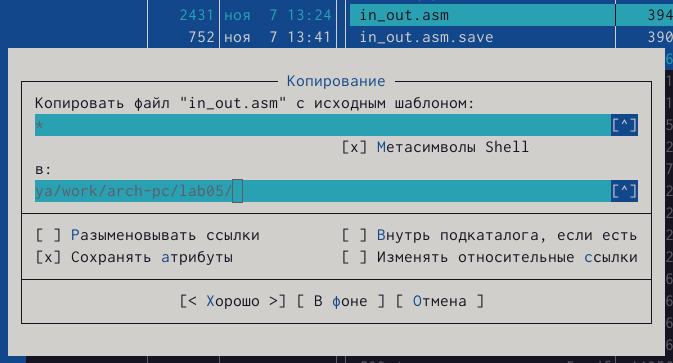 2431 ноя 7 13:24 in_out.asm 394
752 ноя 7 13:41 in_out.asm.save 390
Копирование
Копировать файл "in_out.asm" с исходным шаблоном:
* [^]
[x] Метасимволы Shell
в:
ya/work/arch-pc/lab05/ [^]
[ ] Разыменовывать ссылки [ ] Внутрь подкаталога, если есть
[x] Сохранять атрибуты [ ] Изменять относительные ссылки
[< Хорошо >] [ В фоне ] [ Отмена ]